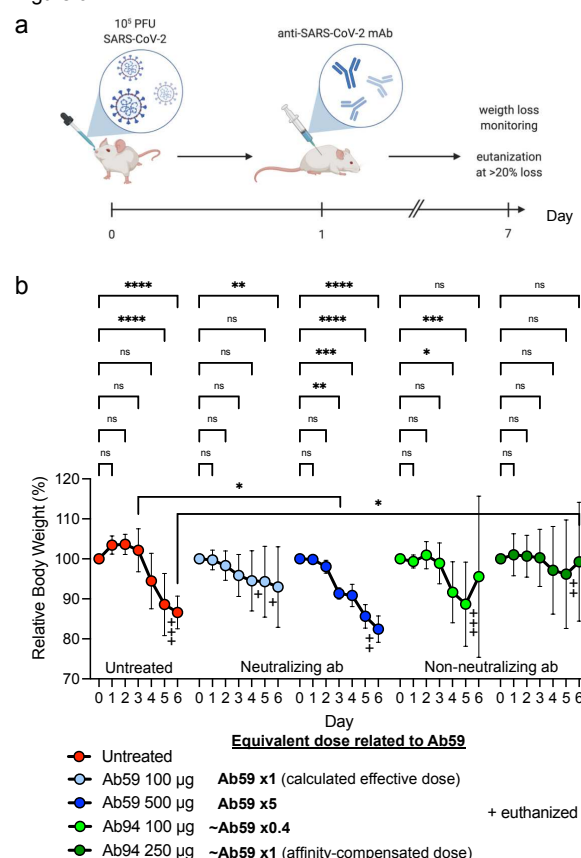 a
10⁵ PFU
SARS-CoV-2
anti-SARS-CoV-2 mAb
weigth loss
monitoring
eutanization
at >20% loss
Day
0 1 7
b
**** ** **** ns ns
**** ns **** *** ns
ns ns *** * ns
ns ns ** ns ns
ns ns ns ns ns
ns ns ns ns ns
* *
Relative Body Weight (%)
120
110
100
90
80
70
+ + + + + + + + + + + + +
Untreated Neutralizing ab Non-neutralizing ab
0 1 2 3 4 5 6 0 1 2 3 4 5 6 0 1 2 3 4 5 6 0 1 2 3 4 5 6 0 1 2 3 4 5 6
Day
Equivalent dose related to Ab59
Untreated
Ab59 100 µg Ab59 x1 (calculated effective dose)
Ab59 500 µg Ab59 x5
Ab94 100 µg ~Ab59 x0.4
Ab94 250 µg ~Ab59 x1 (affinity-compensated dose)
+ euthanized